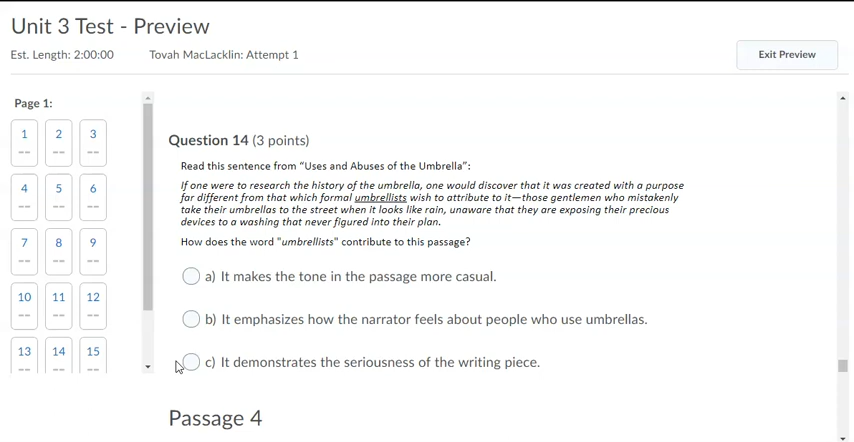 Unit 3 Test - Preview
Est. Length: 2:00:00 Tovah MacLacklin: Attempt 1
Exit Preview
Page 1:
1 2 3
-- -- --
4 5 6
-- -- --
7 8 9
-- -- --
10 11 12
-- -- --
13 14 15
-- -- --
Question 14 (3 points)
Read this sentence from “Uses and Abuses of the Umbrella”:
If one were to research the history of the umbrella, one would discover that it was created with a purpose
far different from that which formal umbrellists wish to attribute to it—those gentlemen who mistakenly
take their umbrellas to the street when it looks like rain, unaware that they are exposing their precious
devices to a washing that never figured into their plan.
How does the word "umbrellists" contribute to this passage?
a) It makes the tone in the passage more casual.
b) It emphasizes how the narrator feels about people who use umbrellas.
c) It demonstrates the seriousness of the writing piece.
Passage 4